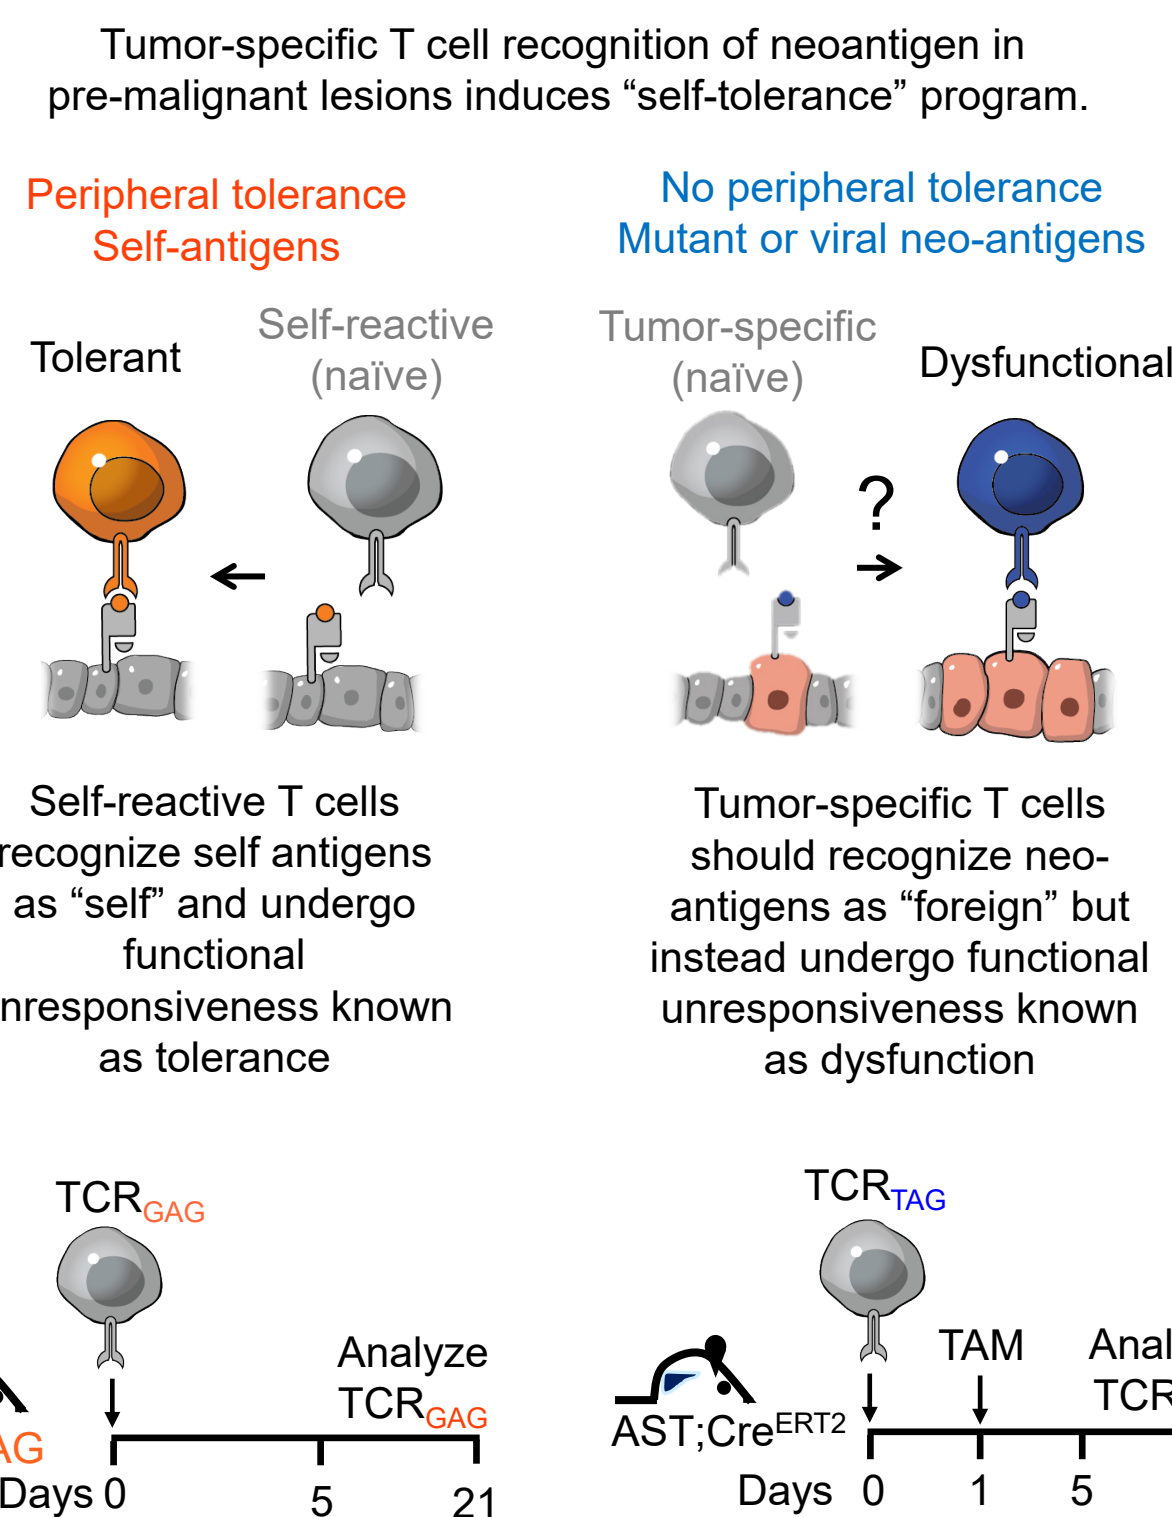 Tumor-specific T cell recognition of neoantigen in
pre-malignant lesions induces “self-tolerance” program.
Peripheral tolerance
Self-antigens
No peripheral tolerance
Mutant or viral neo-antigens
Tolerant
Self-reactive
(naïve)
Tumor-specific
(naïve)
Dysfunctional
?
Self-reactive T cells
recognize self antigens
as “self” and undergo
functional
nresponsiveness known
as tolerance
Tumor-specific T cells
should recognize neo-
antigens as “foreign” but
instead undergo functional
unresponsiveness known
as dysfunction
TCRGAG
Analyze
TCRGAG
AG
Days 0 5 21
TCRTAG
TAM
Anal
TCR
AST;CreERT2
Days 0 1 5